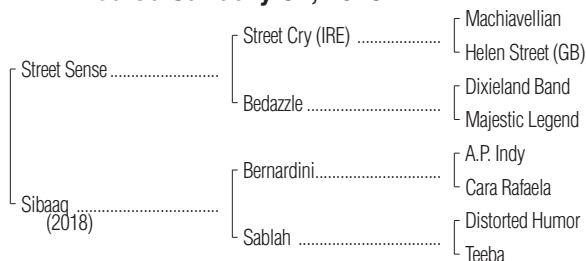 Machiavellian
Street Cry (IRE)
Helen Street (GB)
Street Sense
Dixieland Band
Bedazzle
Majestic Legend
A.P. Indy
Bernardini
Cara Rafaela
Sibaaq
(2018)
Distorted Humor
Sablah
Teeba